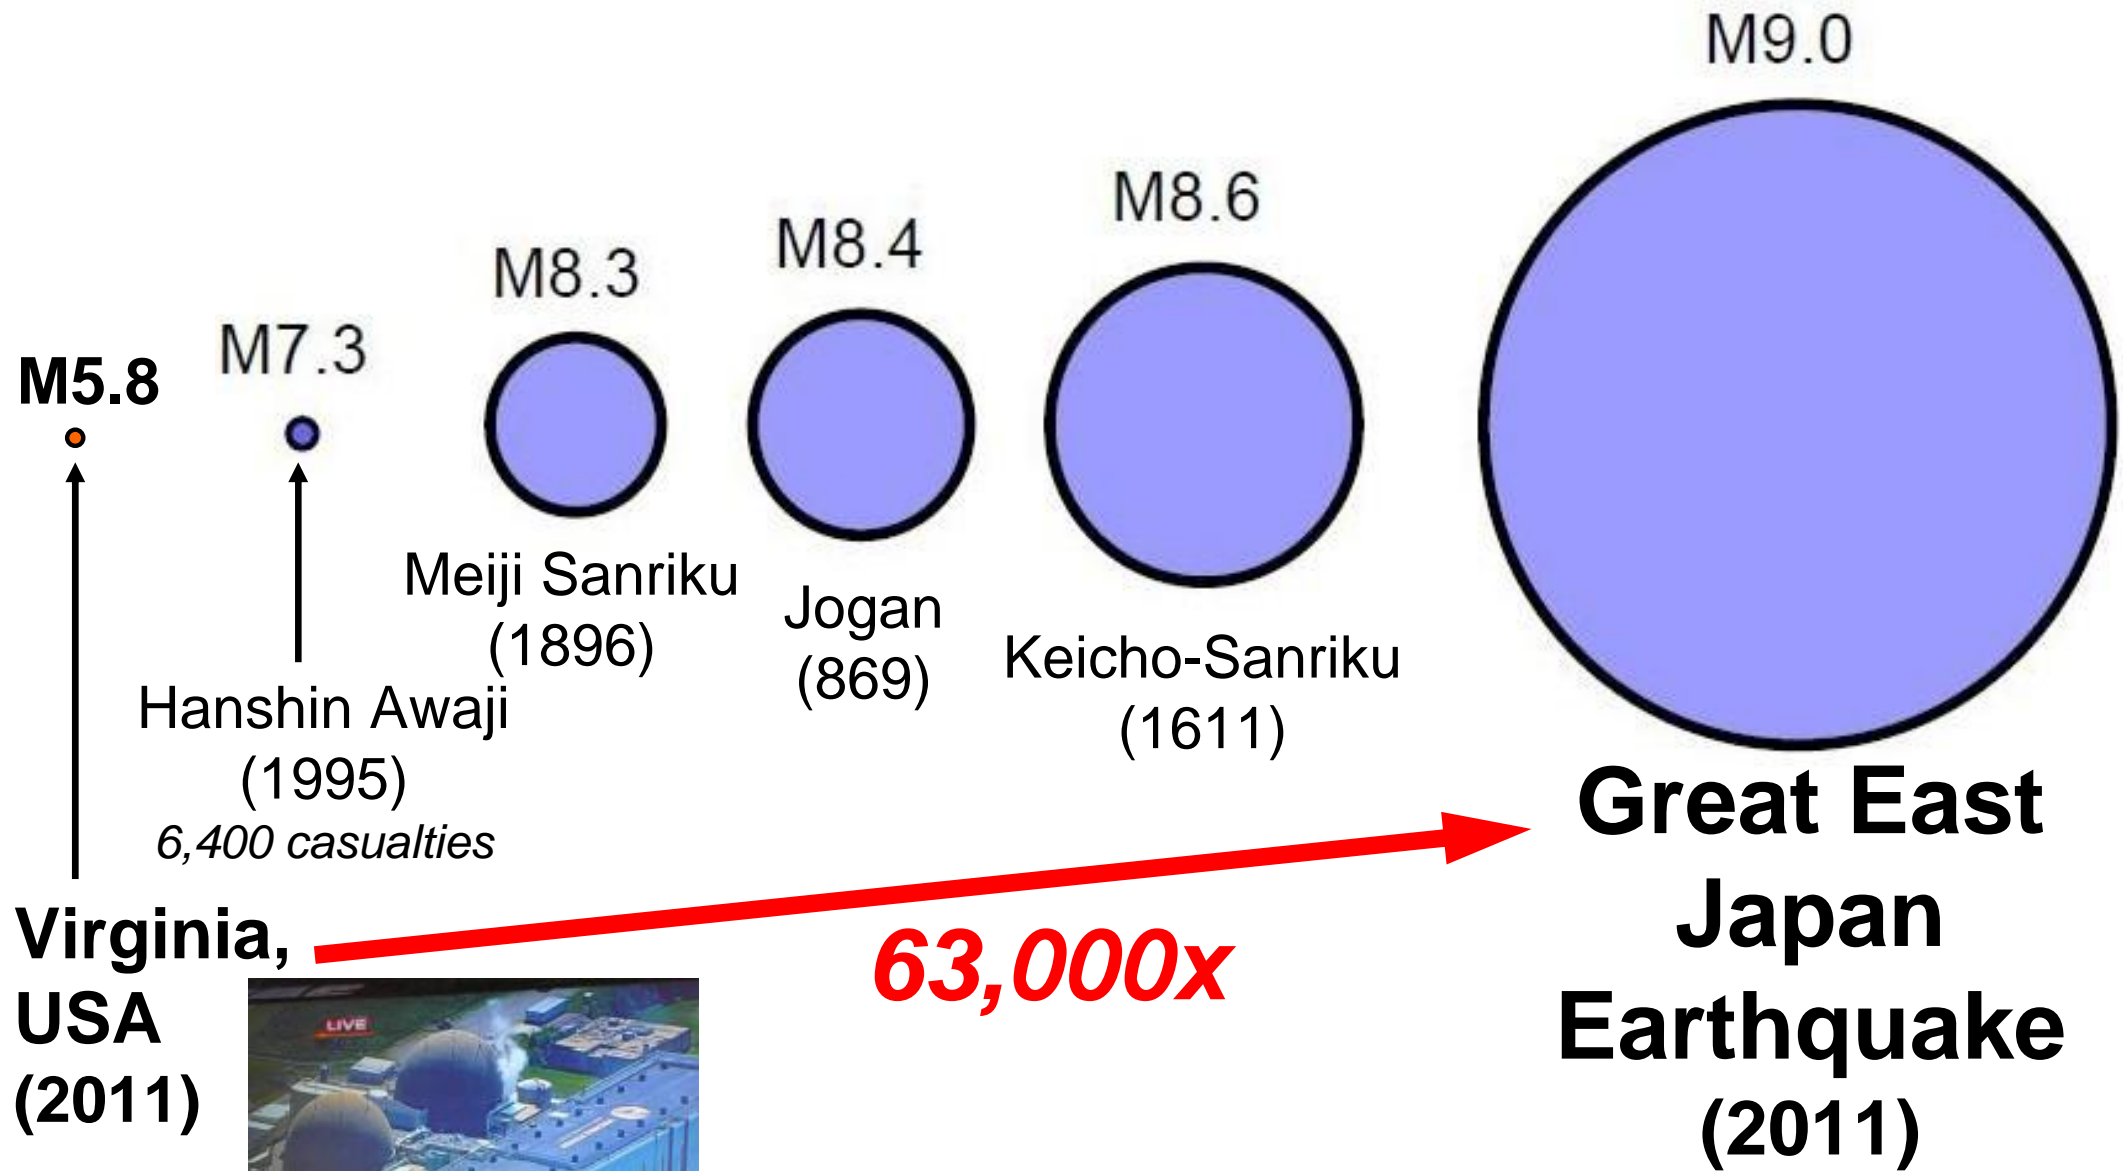 M9.0
M8.6
M8.4
M8.3
M7.3
M5.8
Meiji Sanriku
(1896)
Jogan
(869)
Keicho-Sanriku
(1611)
Hanshin Awaji
(1995)
6,400 casualties
Great East
Japan
Earthquake
(2011)
Virginia,
USA
(2011)
63,000x
LIVE